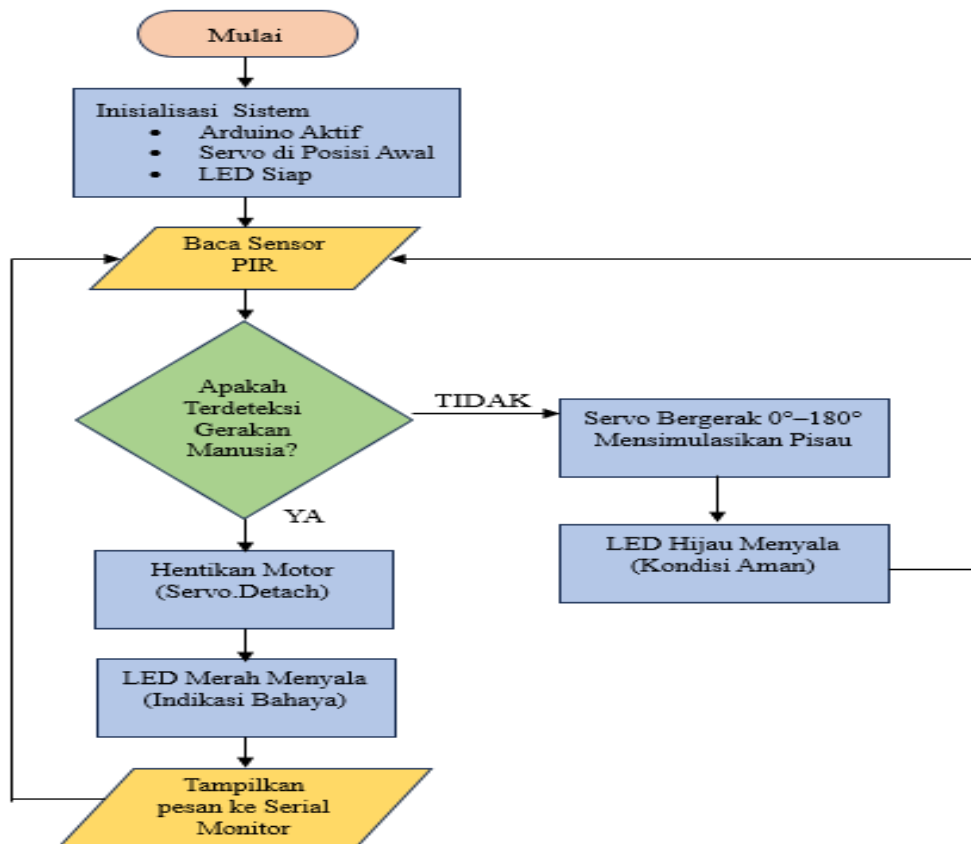 Mulai
Inisialisasi Sistem
• Arduino Aktif
• Servo di Posisi Awal
• LED Siap
Baca Sensor
PIR
Apakah
Terdeteksi
Gerakan
Manusia?
TIDAK
Servo Bergerak 0°–180°
Mensimulasikan Pisau
LED Hijau Menyala
(Kondisi Aman)
YA
Hentikan Motor
(Servo.Detach)
LED Merah Menyala
(Indikasi Bahaya)
Tampilkan
pesan ke Serial
Monitor